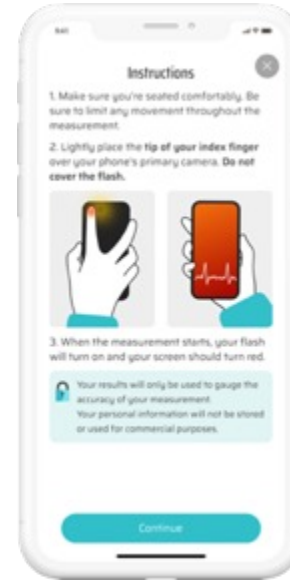 9:41
Instructions
1. Make sure you're seated comfortably. Be
sure to limit any movement throughout the
measurement.
2. Lightly place the tip of your index finger
over your phone's primary camera. Do not
cover the flash.
3. When the measurement starts, your flash
will turn on and your screen should turn red.
Your results will only be used to gauge the
accuracy of your measurement.
Your personal information will not be stored
or used for commercial purposes.
Continue